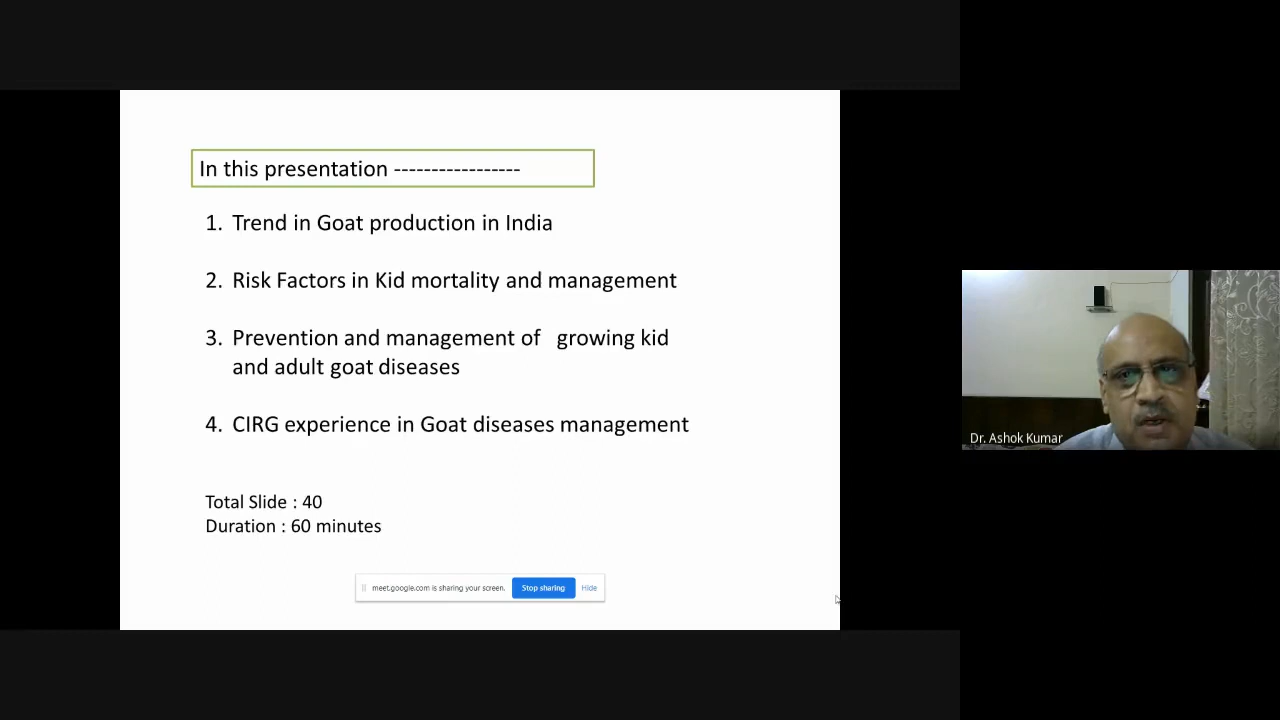 In this presentation -----------------
1. Trend in Goat production in India
2. Risk Factors in Kid mortality and management
3. Prevention and management of growing kid
and adult goat diseases
4. CIRG experience in Goat diseases management
Total Slide : 40
Duration : 60 minutes
meet.google.com is sharing your screen. Stop sharing Hide
Dr. Ashok Kumar